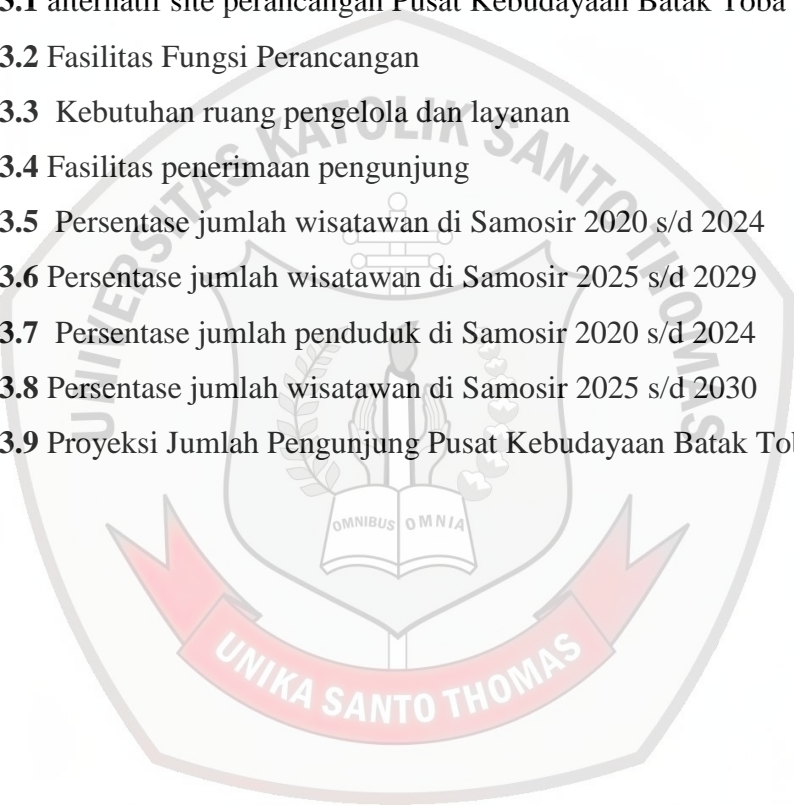 3.1 alternatif site perancangan Pusat Kebudayaan Batak Toba
3.2 Fasilitas Fungsi Perancangan
3.3 Kebutuhan ruang pengelola dan layanan
3.4 Fasilitas penerimaan pengunjung
3.5 Persentase jumlah wisatawan di Samosir 2020 s/d 2024
3.6 Persentase jumlah wisatawan di Samosir 2025 s/d 2029
3.7 Persentase jumlah penduduk di Samosir 2020 s/d 2024
3.8 Persentase jumlah wisatawan di Samosir 2025 s/d 2030
3.9 Proyeksi Jumlah Pengunjung Pusat Kebudayaan Batak Tob
UNIVERSITAS KATOLIK SANTO THOMAS
OMNIBUS OMNIA
UNIKA SANTO THOMAS